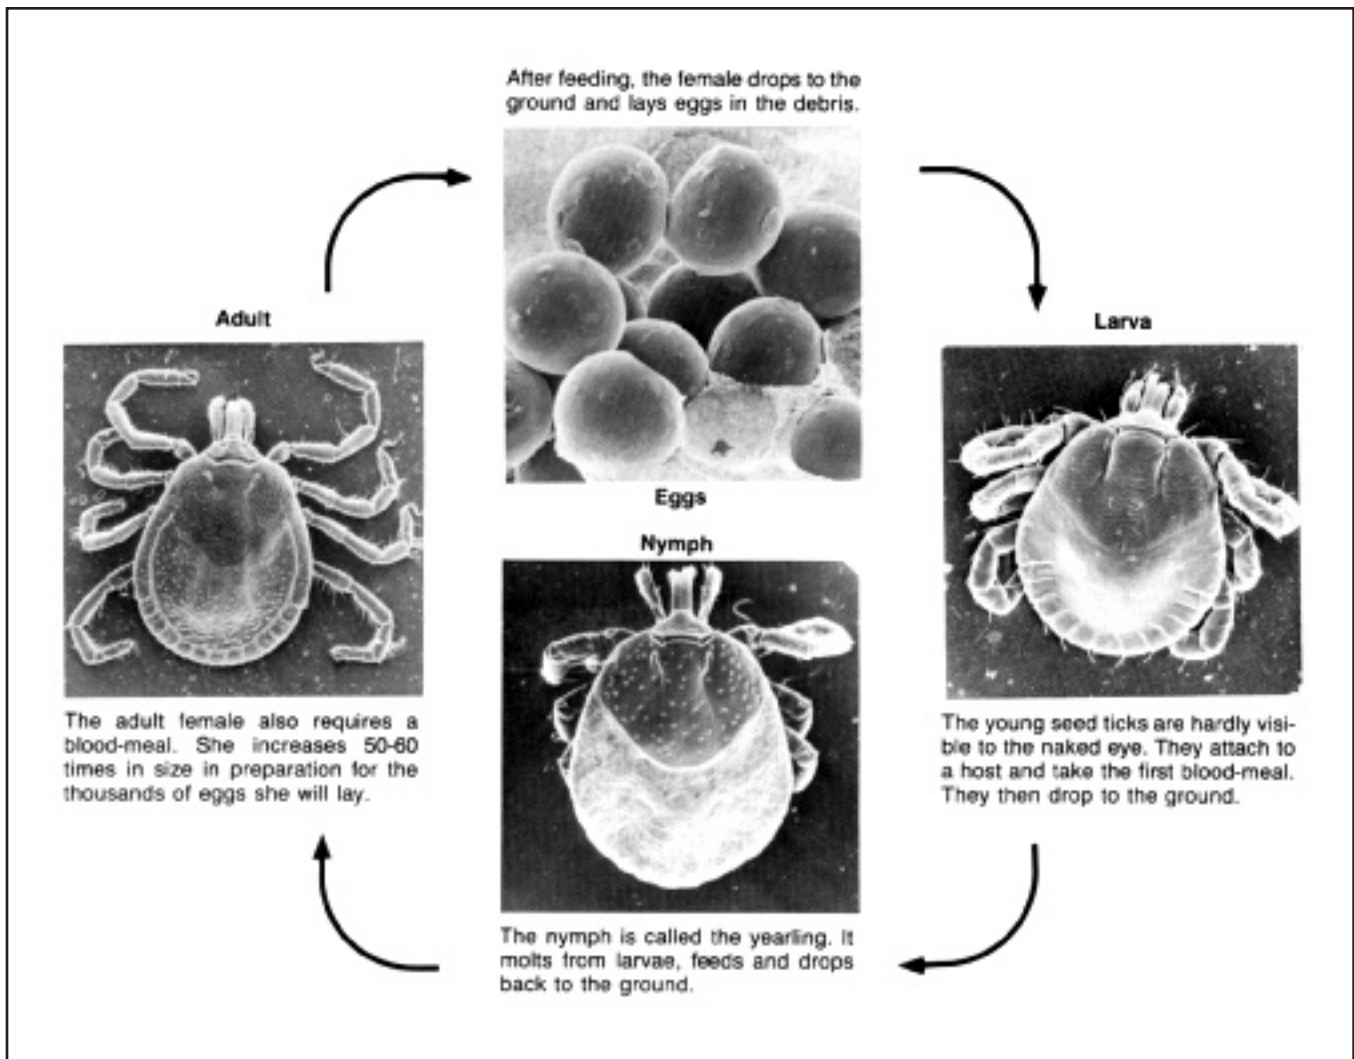 After feeding, the female drops to the
ground and lays eggs in the debris.
Eggs
Larva
The young seed ticks are hardly visi-
ble to the naked eye. They attach to
a host and take the first blood-meal.
They then drop to the ground.
Nymph
The nymph is called the yearling. It
molts from larvae, feeds and drops
back to the ground.
Adult
The adult female also requires a
blood-meal. She increases 50-60
times in size in preparation for the
thousands of eggs she will lay.